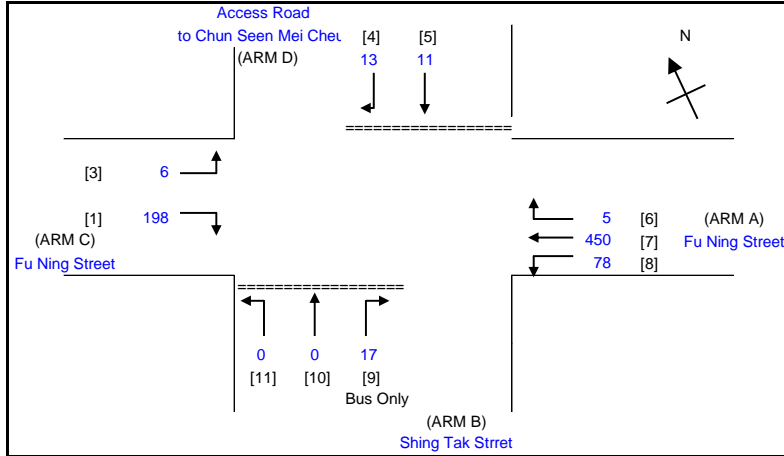 Access Road
to Chun Seen Mei Cheu [4] [5] N
(ARM D) 13 11
=================
[3] 6
5 [6] (ARM A)
[1] 198
(ARM C) 450 [7] Fu Ning Street
Fu Ning Street 78 [8]
=================
0 0 17
[11] [10] [9]
Bus Only
(ARM B)
Shing Tak Strret